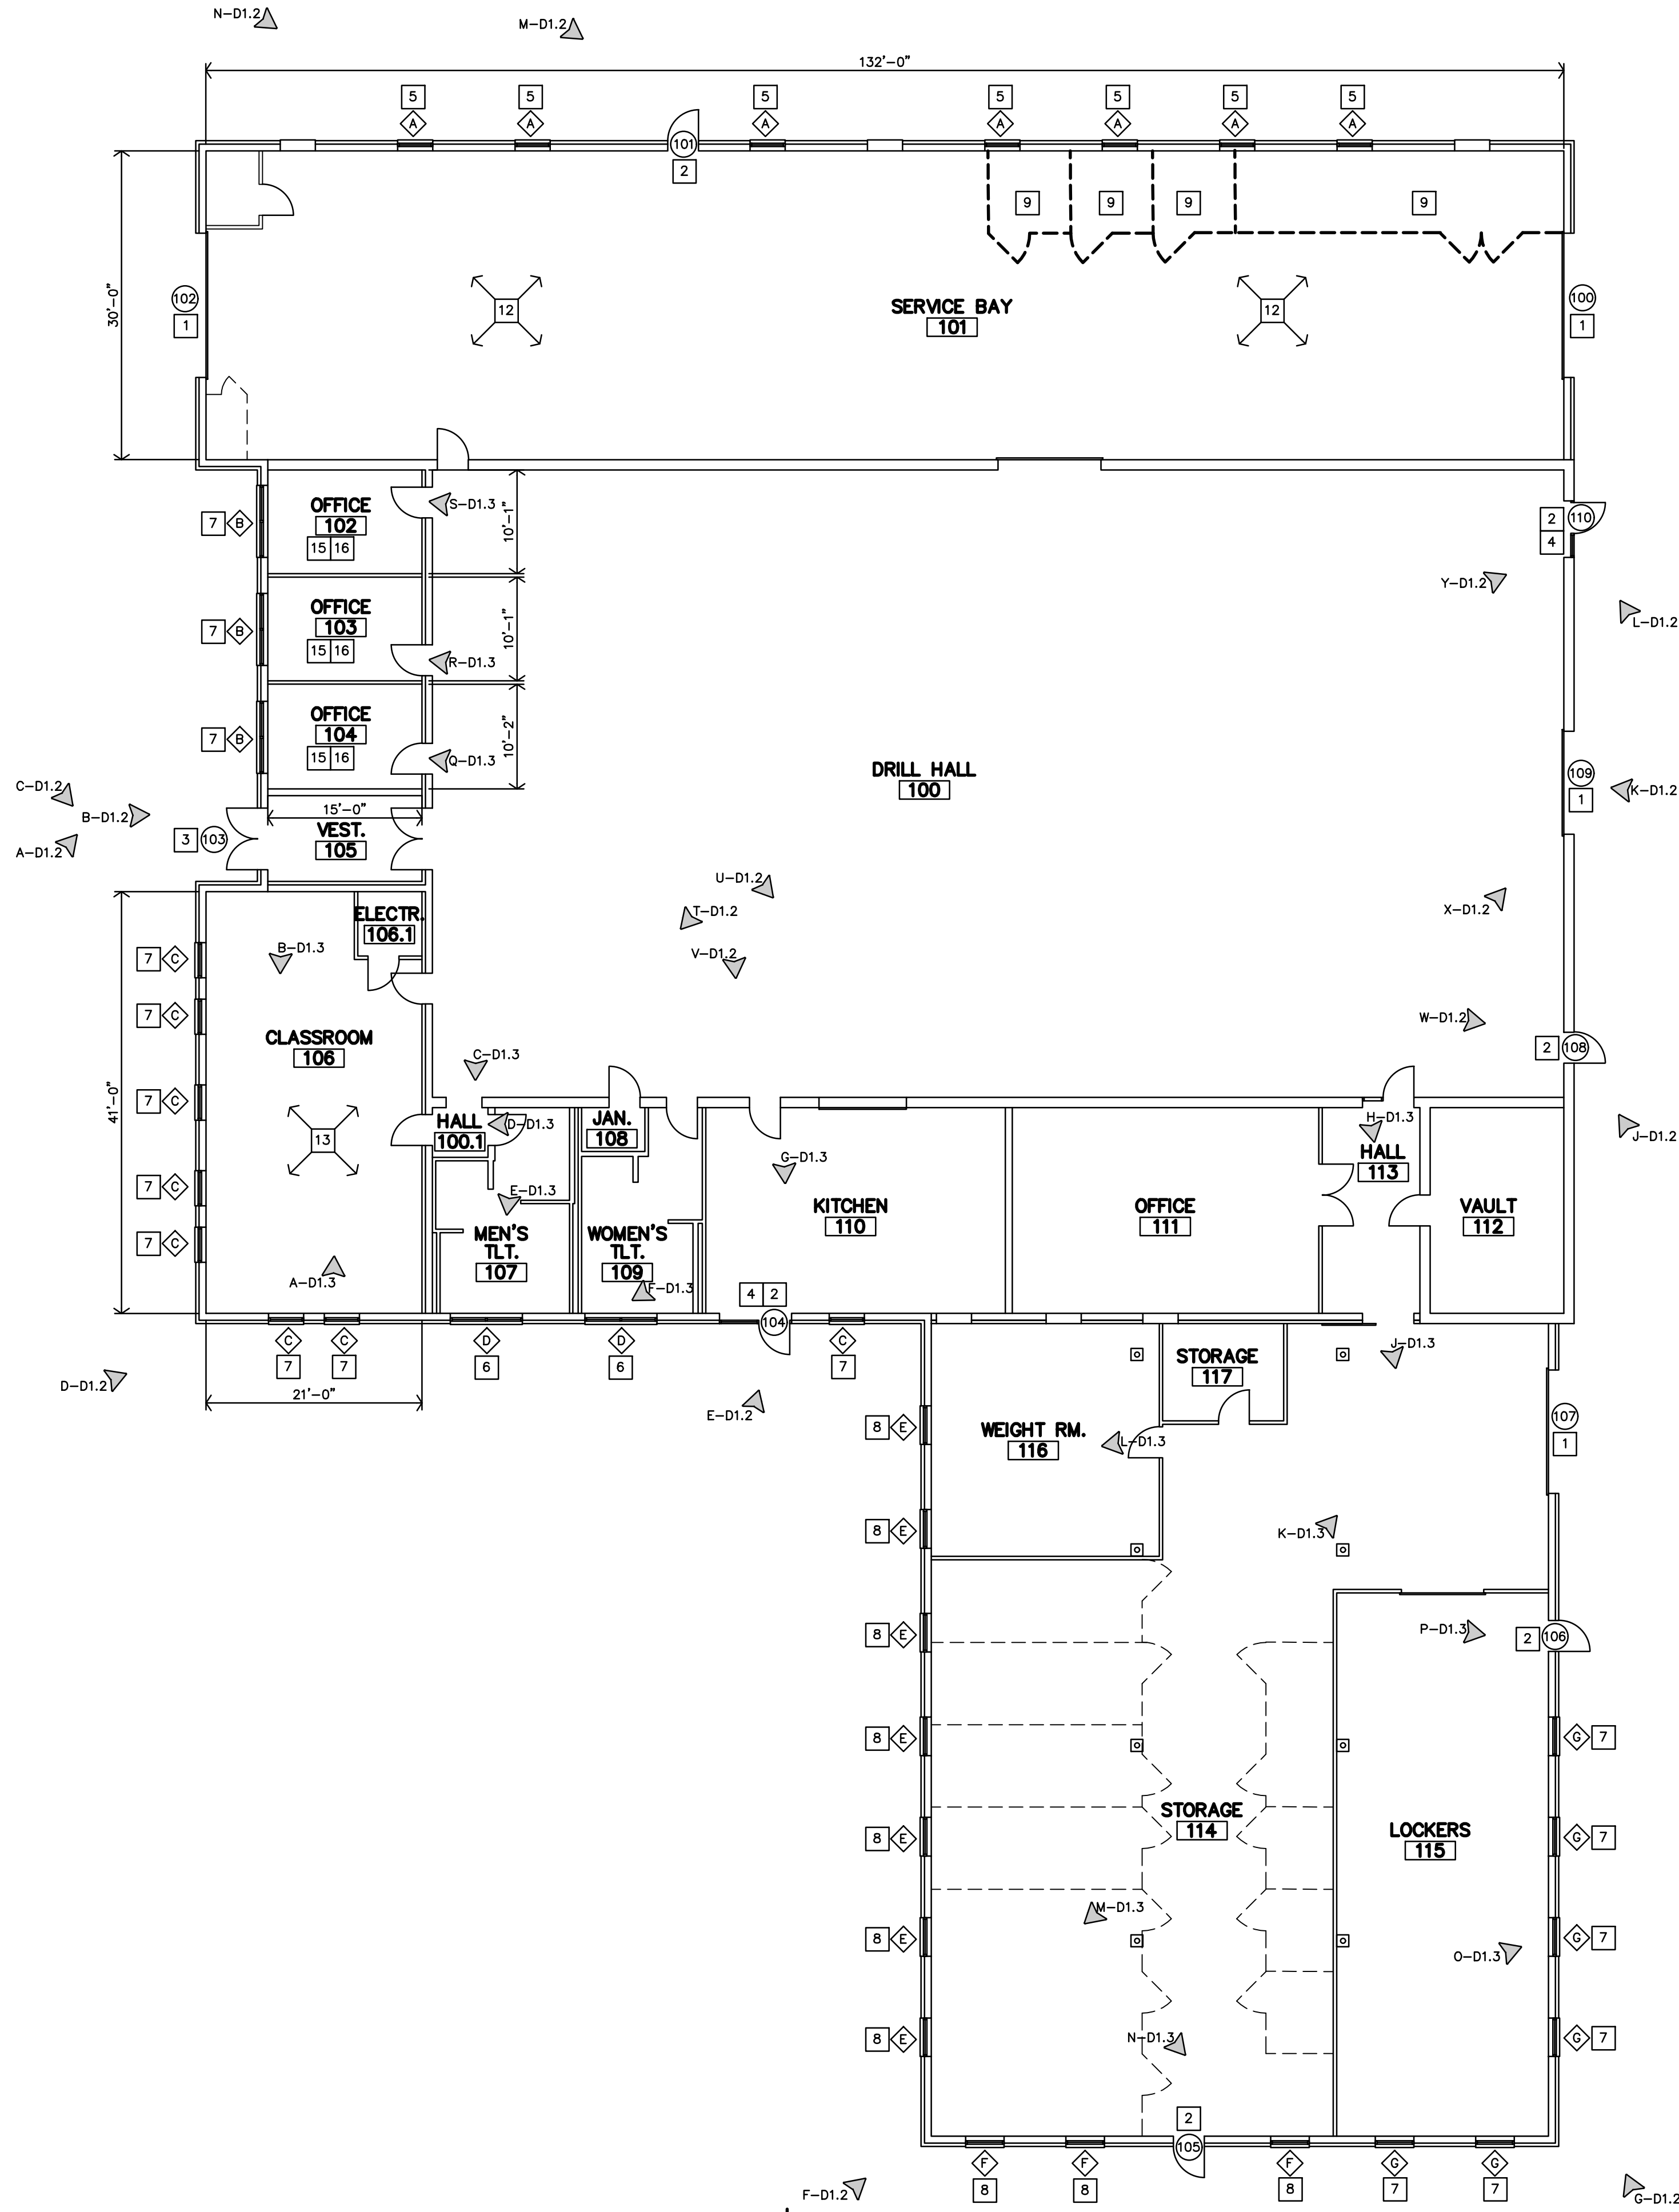 N-D1.2
M-D1.2
132'-0"
5 5 5 5 5 5 5
A A A A A A A
101
2
9 9 9 9
30'-0"
102
1
12
SERVICE BAY
101
12
100
1
OFFICE
102
15 16
7 B
S-D1.3
10'-1"
2
4
110
Y-D1.2
L-D1.2
OFFICE
103
15 16
7 B
R-D1.3
10'-1"
OFFICE
104
15 16
7 B
Q-D1.3
10'-2"
DRILL HALL
100
109
1
K-D1.2
C-D1.2
B-D1.2
A-D1.2
15'-0"
3 103
VEST.
105
U-D1.2
T-D1.2
V-D1.2
X-D1.2
W-D1.2
ELECTR.
106.1
B-D1.3
7 C
7 C
CLASSROOM
106
C-D1.3
2 108
41'-0"
7 C
13
HALL
100.1
D-D1.3
JAN.
108
H-D1.3
HALL
113
J-D1.2
7 C
E-D1.3
G-D1.3
KITCHEN
110
OFFICE
111
VAULT
112
7 C
MEN'S
TLT.
107
WOMEN'S
TLT.
109
A-D1.3
F-D1.3
4 2
104
C C D D C
7 7 6 6 7
D-D1.2
21'-0"
E-D1.2
STORAGE
117
J-D1.3
8 E
WEIGHT RM.
116
L-D1.3
107
1
8 E
K-D1.3
8 E
P-D1.3
2 106
8 E
G 7
8 E
STORAGE
114
LOCKERS
115
G 7
M-D1.3
8 E
O-D1.3
G 7
8 E
N-D1.3
G 7
2
105
F F F G G
8 8 8 7 7
F-D1.2
G-D1.2